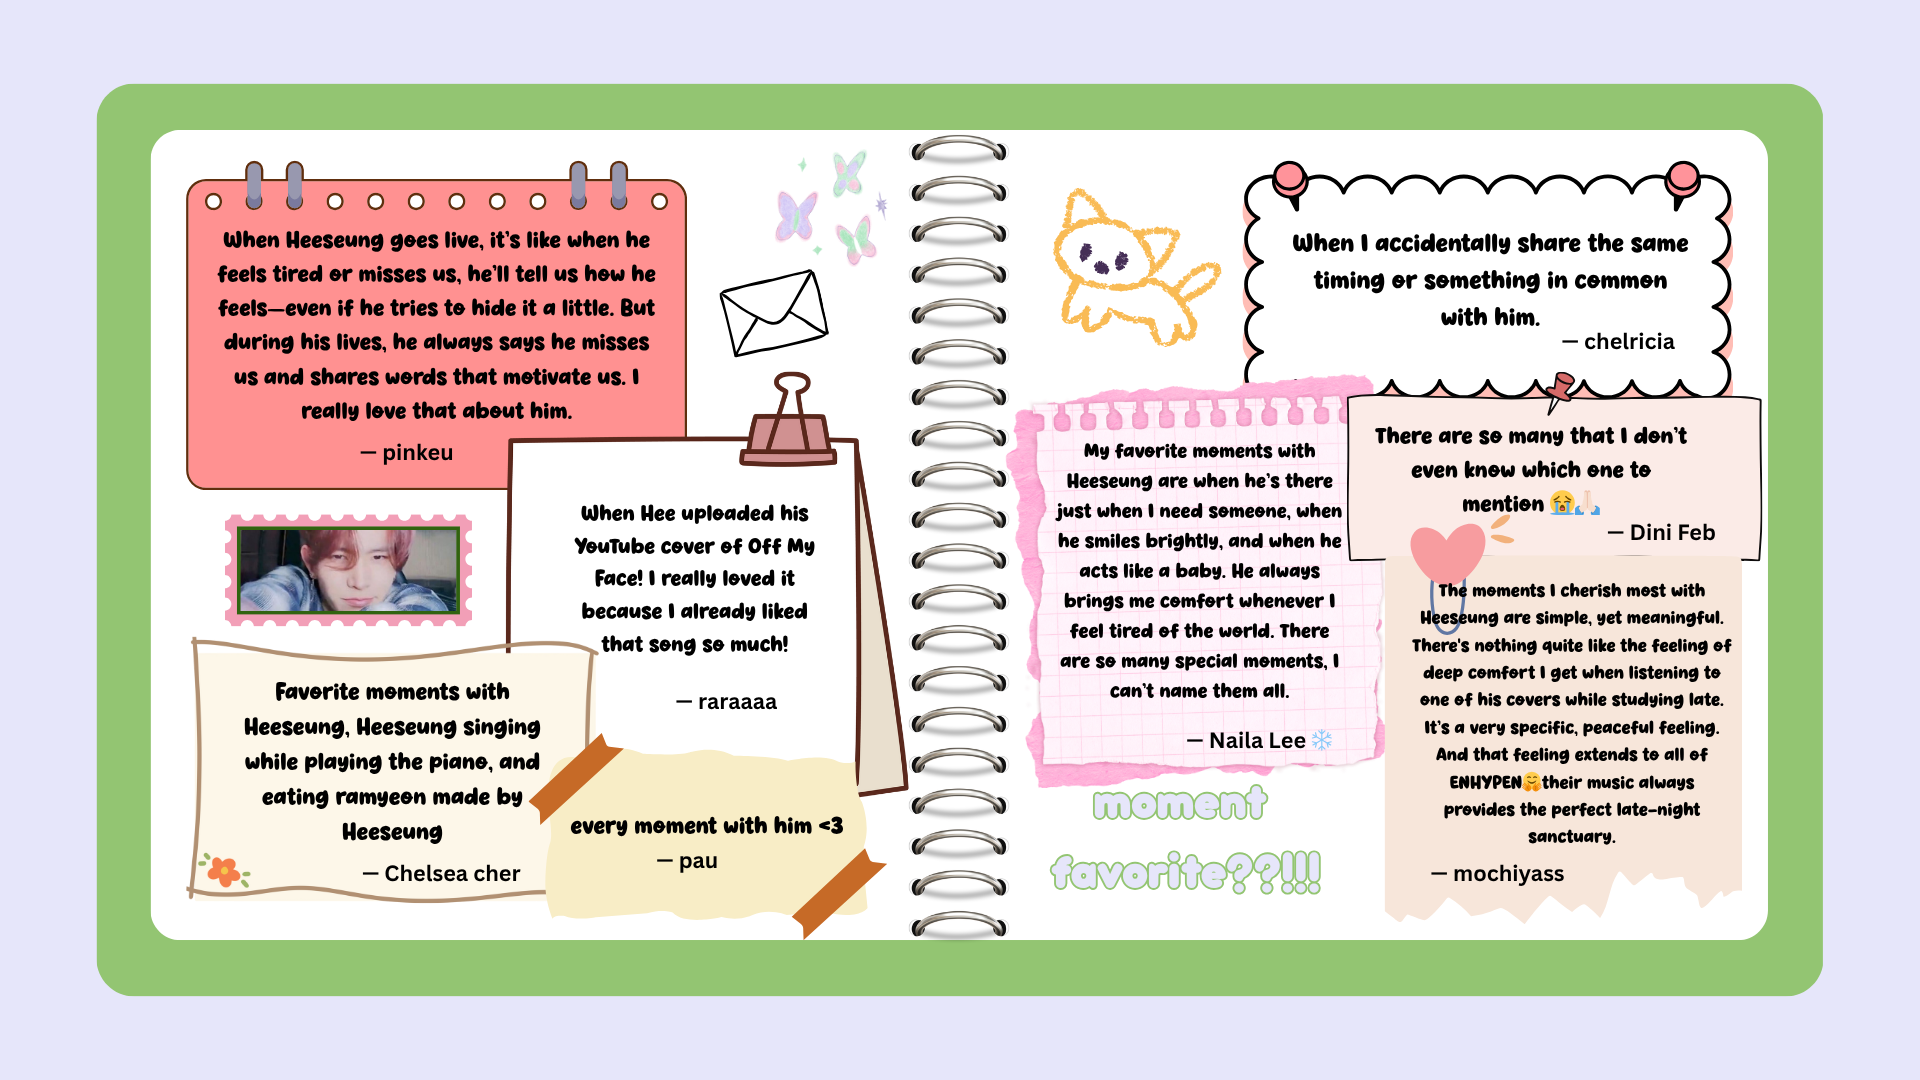 When Heeseung goes live, it's like when he
feels tired or misses us, he'll tell us how he
feels—even if he tries to hide it a little. But
during his lives, he always says he misses
us and shares words that motivate us. I
really love that about him.
— pinkeu
When Hee uploaded his
YouTube cover of Off My
Face! I really loved it
because I already liked
that song so much!
— raraaaa
Favorite moments with
Heeseung, Heeseung singing
while playing the piano, and
eating ramyeon made by
Heeseung
— Chelsea cher
every moment with him <3
— pau
When I accidentally share the same
timing or something in common
with him.
— chelricia
My favorite moments with
Heeseung are when he's there
just when I need someone, when
he smiles brightly, and when he
acts like a baby. He always
brings me comfort whenever I
feel tired of the world. There
are so many special moments, I
can't name them all.
— Naila Lee ❄️
There are so many that I don't
even know which one to
mention 😭🙏🏻
— Dini Feb
The moments I cherish most with
Heeseung are simple, yet meaningful.
There's nothing quite like the feeling of
deep comfort I get when listening to
one of his covers while studying late.
It's a very specific, peaceful feeling.
And that feeling extends to all of
ENHYPEN🤗their music always
provides the perfect late-night
sanctuary.
— mochiyass
moment
favorite??!!!